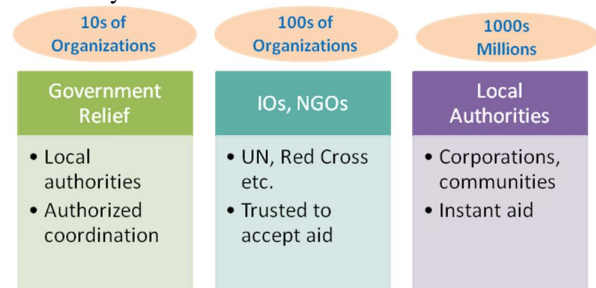 10s of
Organizations
100s of
Organizations
1000s
Millions
Government
Relief
IOs, NGOs
Local
Authorities
• Local
authorities
• Authorized
coordination
• UN, Red Cross
etc.
• Trusted to
accept aid
• Corporations,
communities
• Instant aid